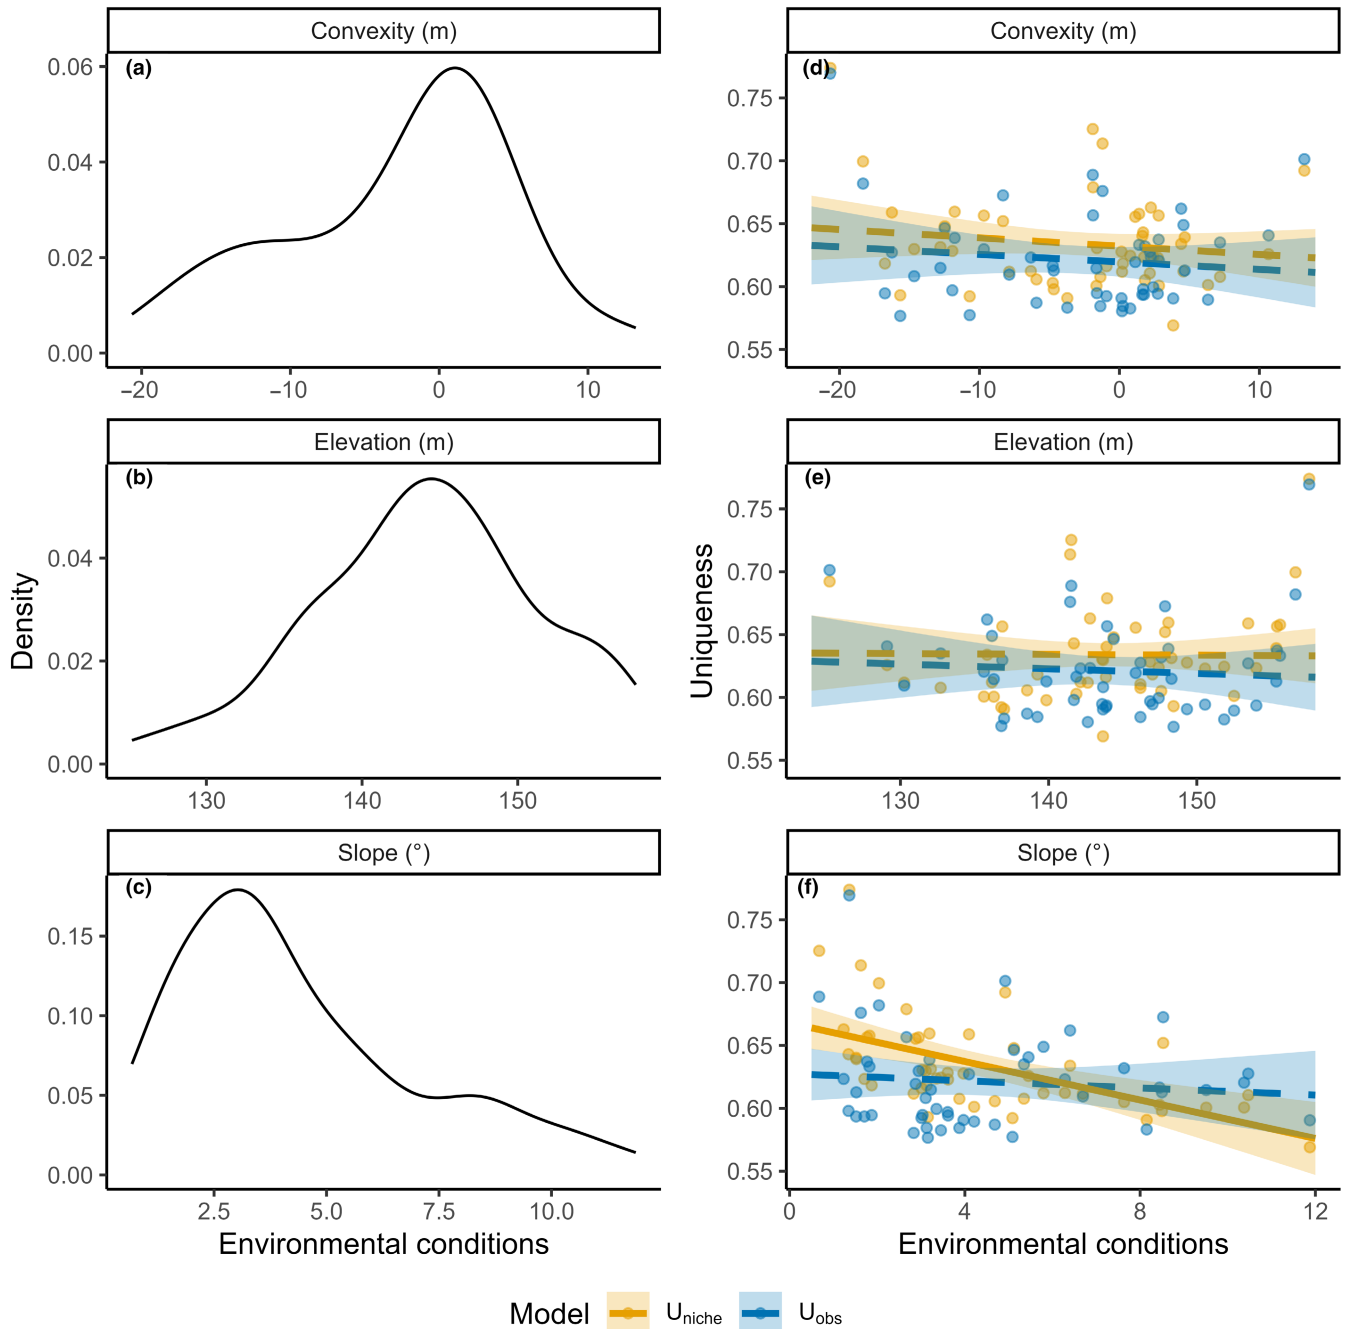 Convexity (m)
(a)
0.06
0.04
0.02
0.00
−20 −10 0 10
Convexity (m)
(d)
0.75
0.70
0.65
0.60
0.55
−20 −10 0 10
Elevation (m)
(b)
0.04
0.02
0.00
130 140 150
Elevation (m)
(e)
0.75
0.70
0.65
0.60
0.55
130 140 150
Density
Uniqueness
Slope (°)
(c)
0.15
0.10
0.05
0.00
2.5 5.0 7.5 10.0
Environmental conditions
Slope (°)
(f)
0.75
0.70
0.65
0.60
0.55
0 4 8 12
Environmental conditions
Model Uniche Uobs